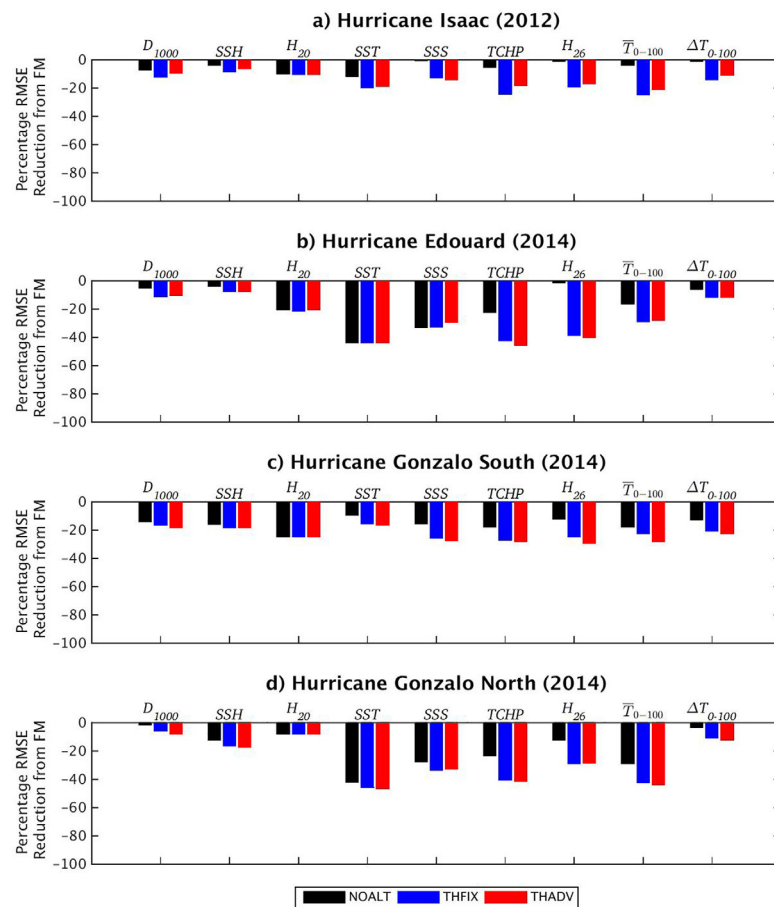 a) Hurricane Isaac (2012)
D1000 SSH H20 SST SSS TCHP H26 T̅0−100 ΔT0-100
Percentage RMSE
Reduction from FM
0
−20
−40
−60
−80
−100
b) Hurricane Edouard (2014)
D1000 SSH H20 SST SSS TCHP H26 T̅0−100 ΔT0-100
Percentage RMSE
Reduction from FM
0
−20
−40
−60
−80
−100
c) Hurricane Gonzalo South (2014)
D1000 SSH H20 SST SSS TCHP H26 T̅0−100 ΔT0-100
Percentage RMSE
Reduction from FM
0
−20
−40
−60
−80
−100
d) Hurricane Gonzalo North (2014)
D1000 SSH H20 SST SSS TCHP H26 T̅0−100 ΔT0-100
Percentage RMSE
Reduction from FM
0
−20
−40
−60
−80
−100
NOALT THFIX THADV